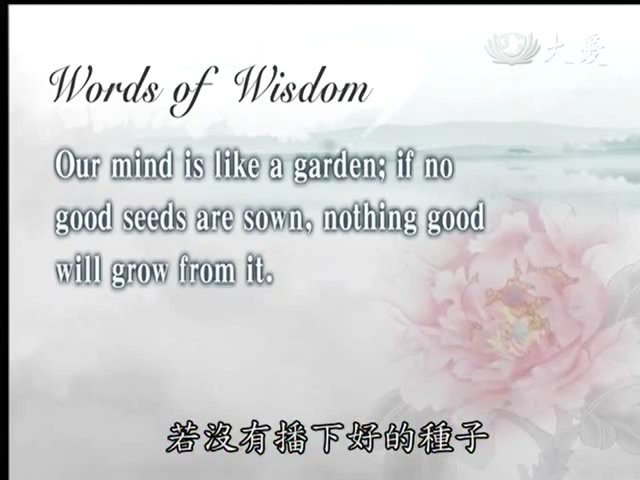 大愛
Words of Wisdom
Our mind is like a garden; if no
good seeds are sown, nothing good
will grow from it.
若沒有播下好的種子